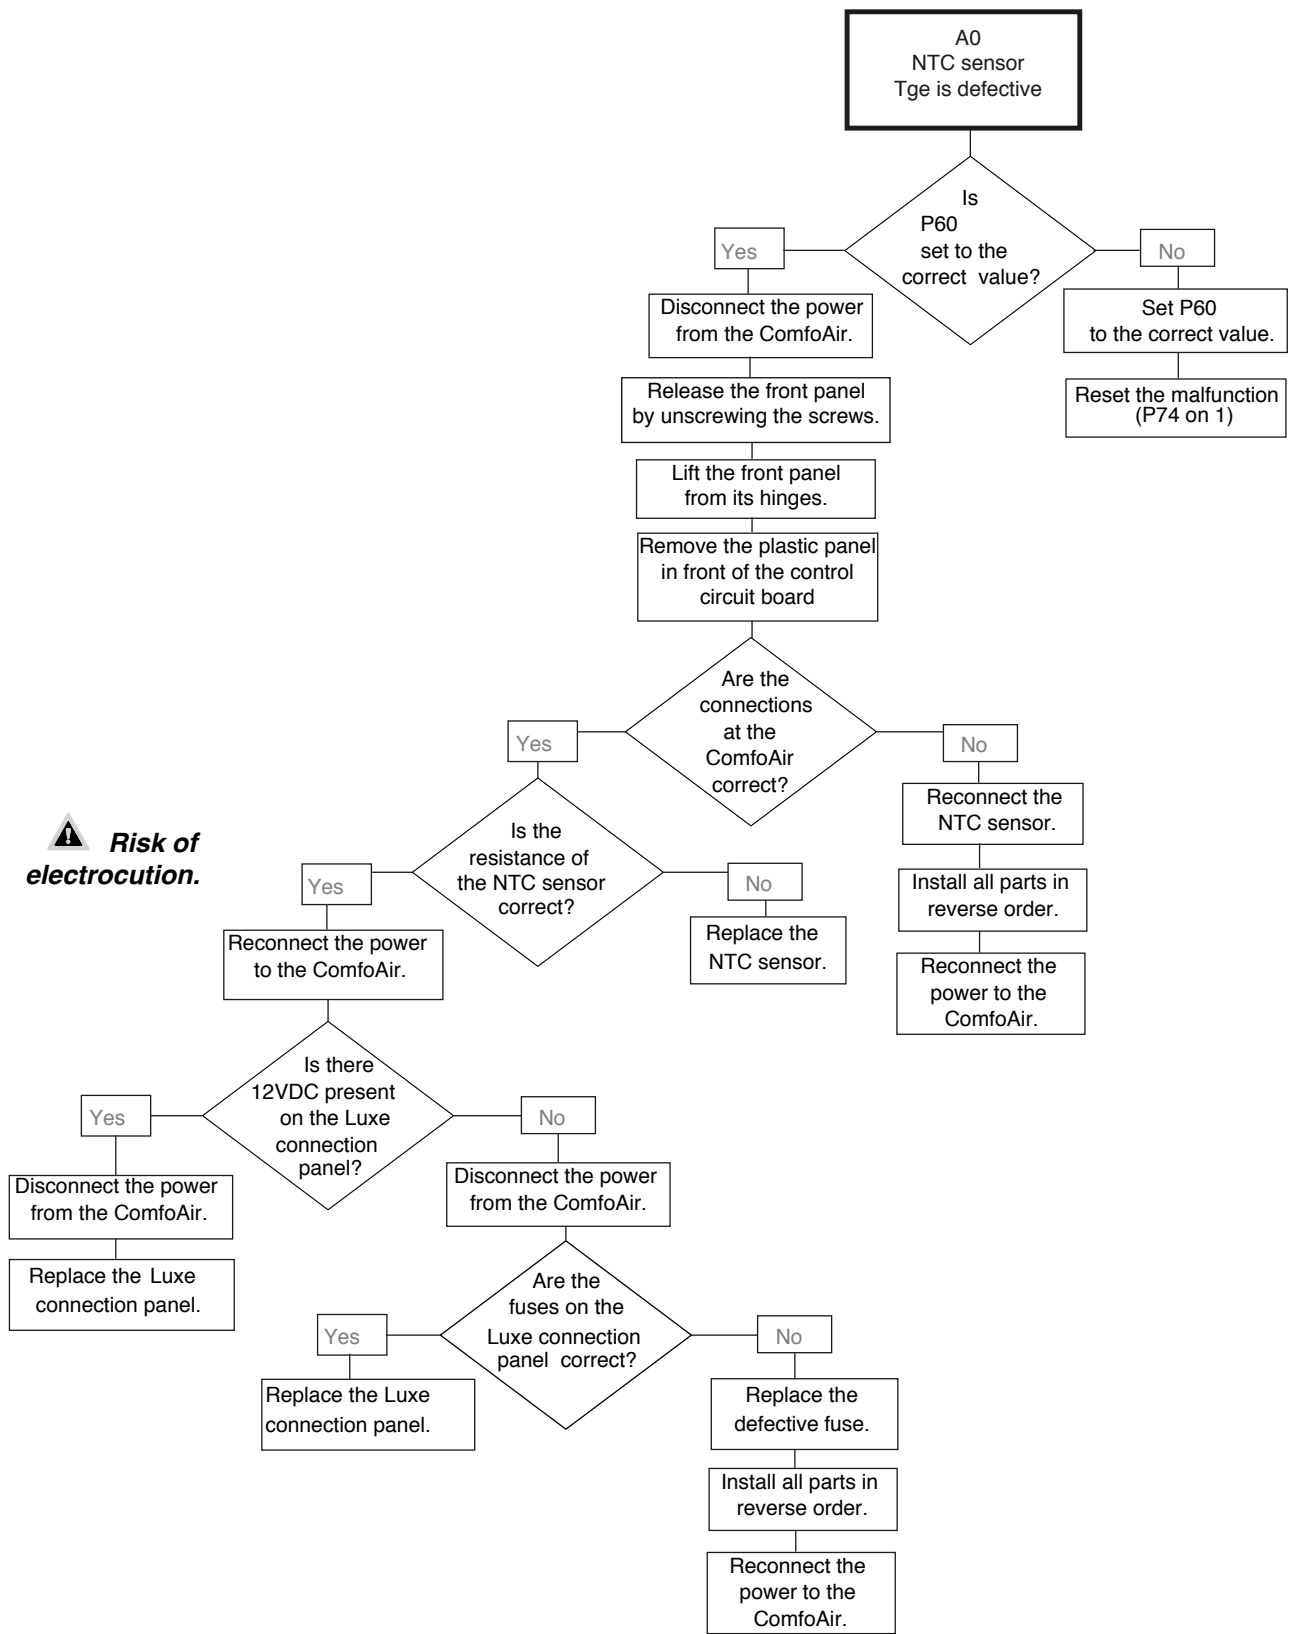 A0
NTC sensor
Tge is defective
Is
P60
set to the
correct value?
Yes
No
Disconnect the power
from the ComfoAir.
Set P60
to the correct value.
Release the front panel
by unscrewing the screws.
Reset the malfunction
(P74 on 1)
Lift the front panel
from its hinges.
Remove the plastic panel
in front of the control
circuit board
Are the
connections
at the
ComfoAir
correct?
Yes
No
Reconnect the
NTC sensor.
Install all parts in
reverse order.
Reconnect the
power to the
ComfoAir.
Is the
resistance of
the NTC sensor
correct?
Risk of
electrocution.
Yes
No
Replace the
NTC sensor.
Reconnect the power
to the ComfoAir.
Is there
12VDC present
on the Luxe
connection
panel?
Yes
No
Disconnect the power
from the ComfoAir.
Replace the Luxe
connection panel.
Disconnect the power
from the ComfoAir.
Are the
fuses on the
Luxe connection
panel correct?
Yes
No
Replace the Luxe
connection panel.
Replace the
defective fuse.
Install all parts in
reverse order.
Reconnect the
power to the
ComfoAir.